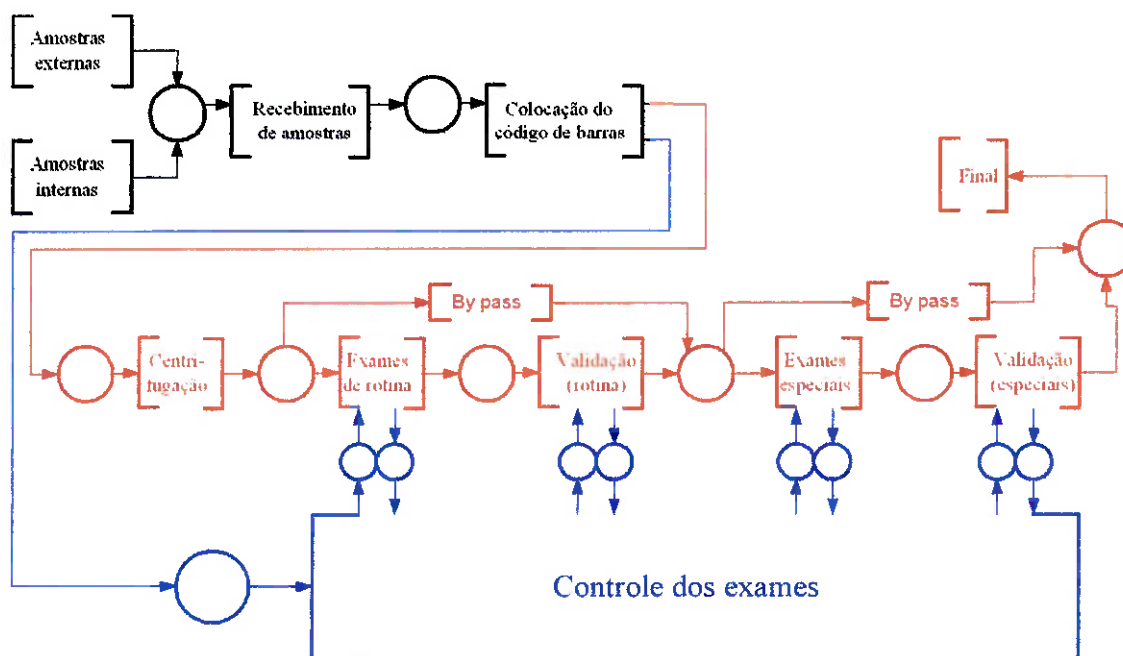 Amostras
externas
Recebimento
de amostras
Colocação do
código de barras
Amostras
internas
Final
By pass
By pass
Centri-
fugação
Exames
de rotina
Validação
(rotina)
Exames
especiais
Validação
(especiais)
Controle dos exames